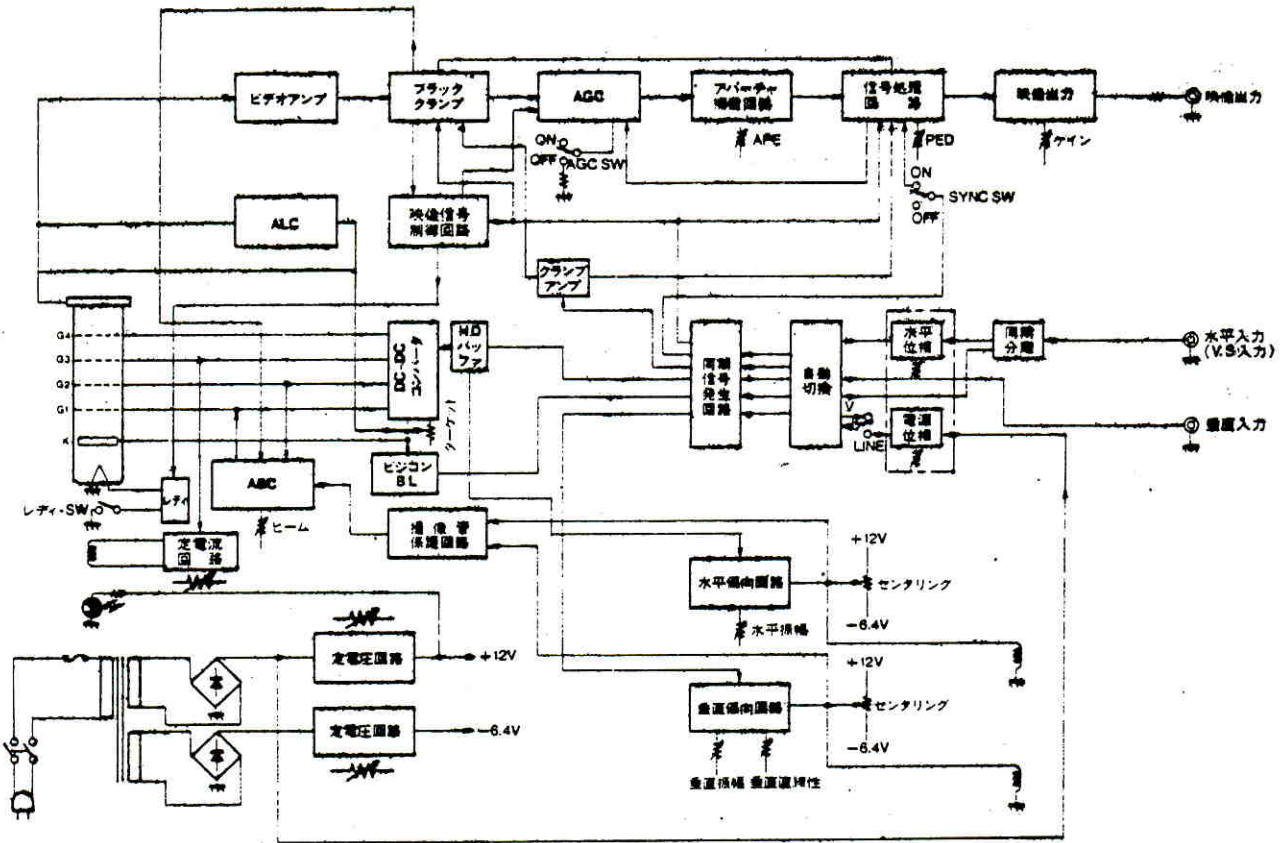 ビデオアンプ
ブラック
クランプ
AGC
アパーチャ
補償回路
信号処理
回路
映像出力
映像出力
APE
PED
ゲイン
ON
OFF
AGC SW
ON
OFF
SYNC SW
ALC
映像信号
制御回路
クランプ
アンプ
G4
G3
G2
G1
K
DC-DC
コンバータ
H.D
バッファ
ターゲット
同期
信号
発生
回路
自動
切換
水平
位相
同期
分離
水平入力
(V.S入力)
V
LINE
電源
位相
垂直入力
ABC
ビジコン
BL
レディ
レディ・SW
ビーム
定電流
回路
撮像管
保護回路
水平偏向回路
水平振幅
+12V
センタリング
-6.4V
定電圧回路
+12V
定電圧回路
-6.4V
垂直偏向回路
垂直振幅
垂直直線性
+12V
センタリング
-6.4V